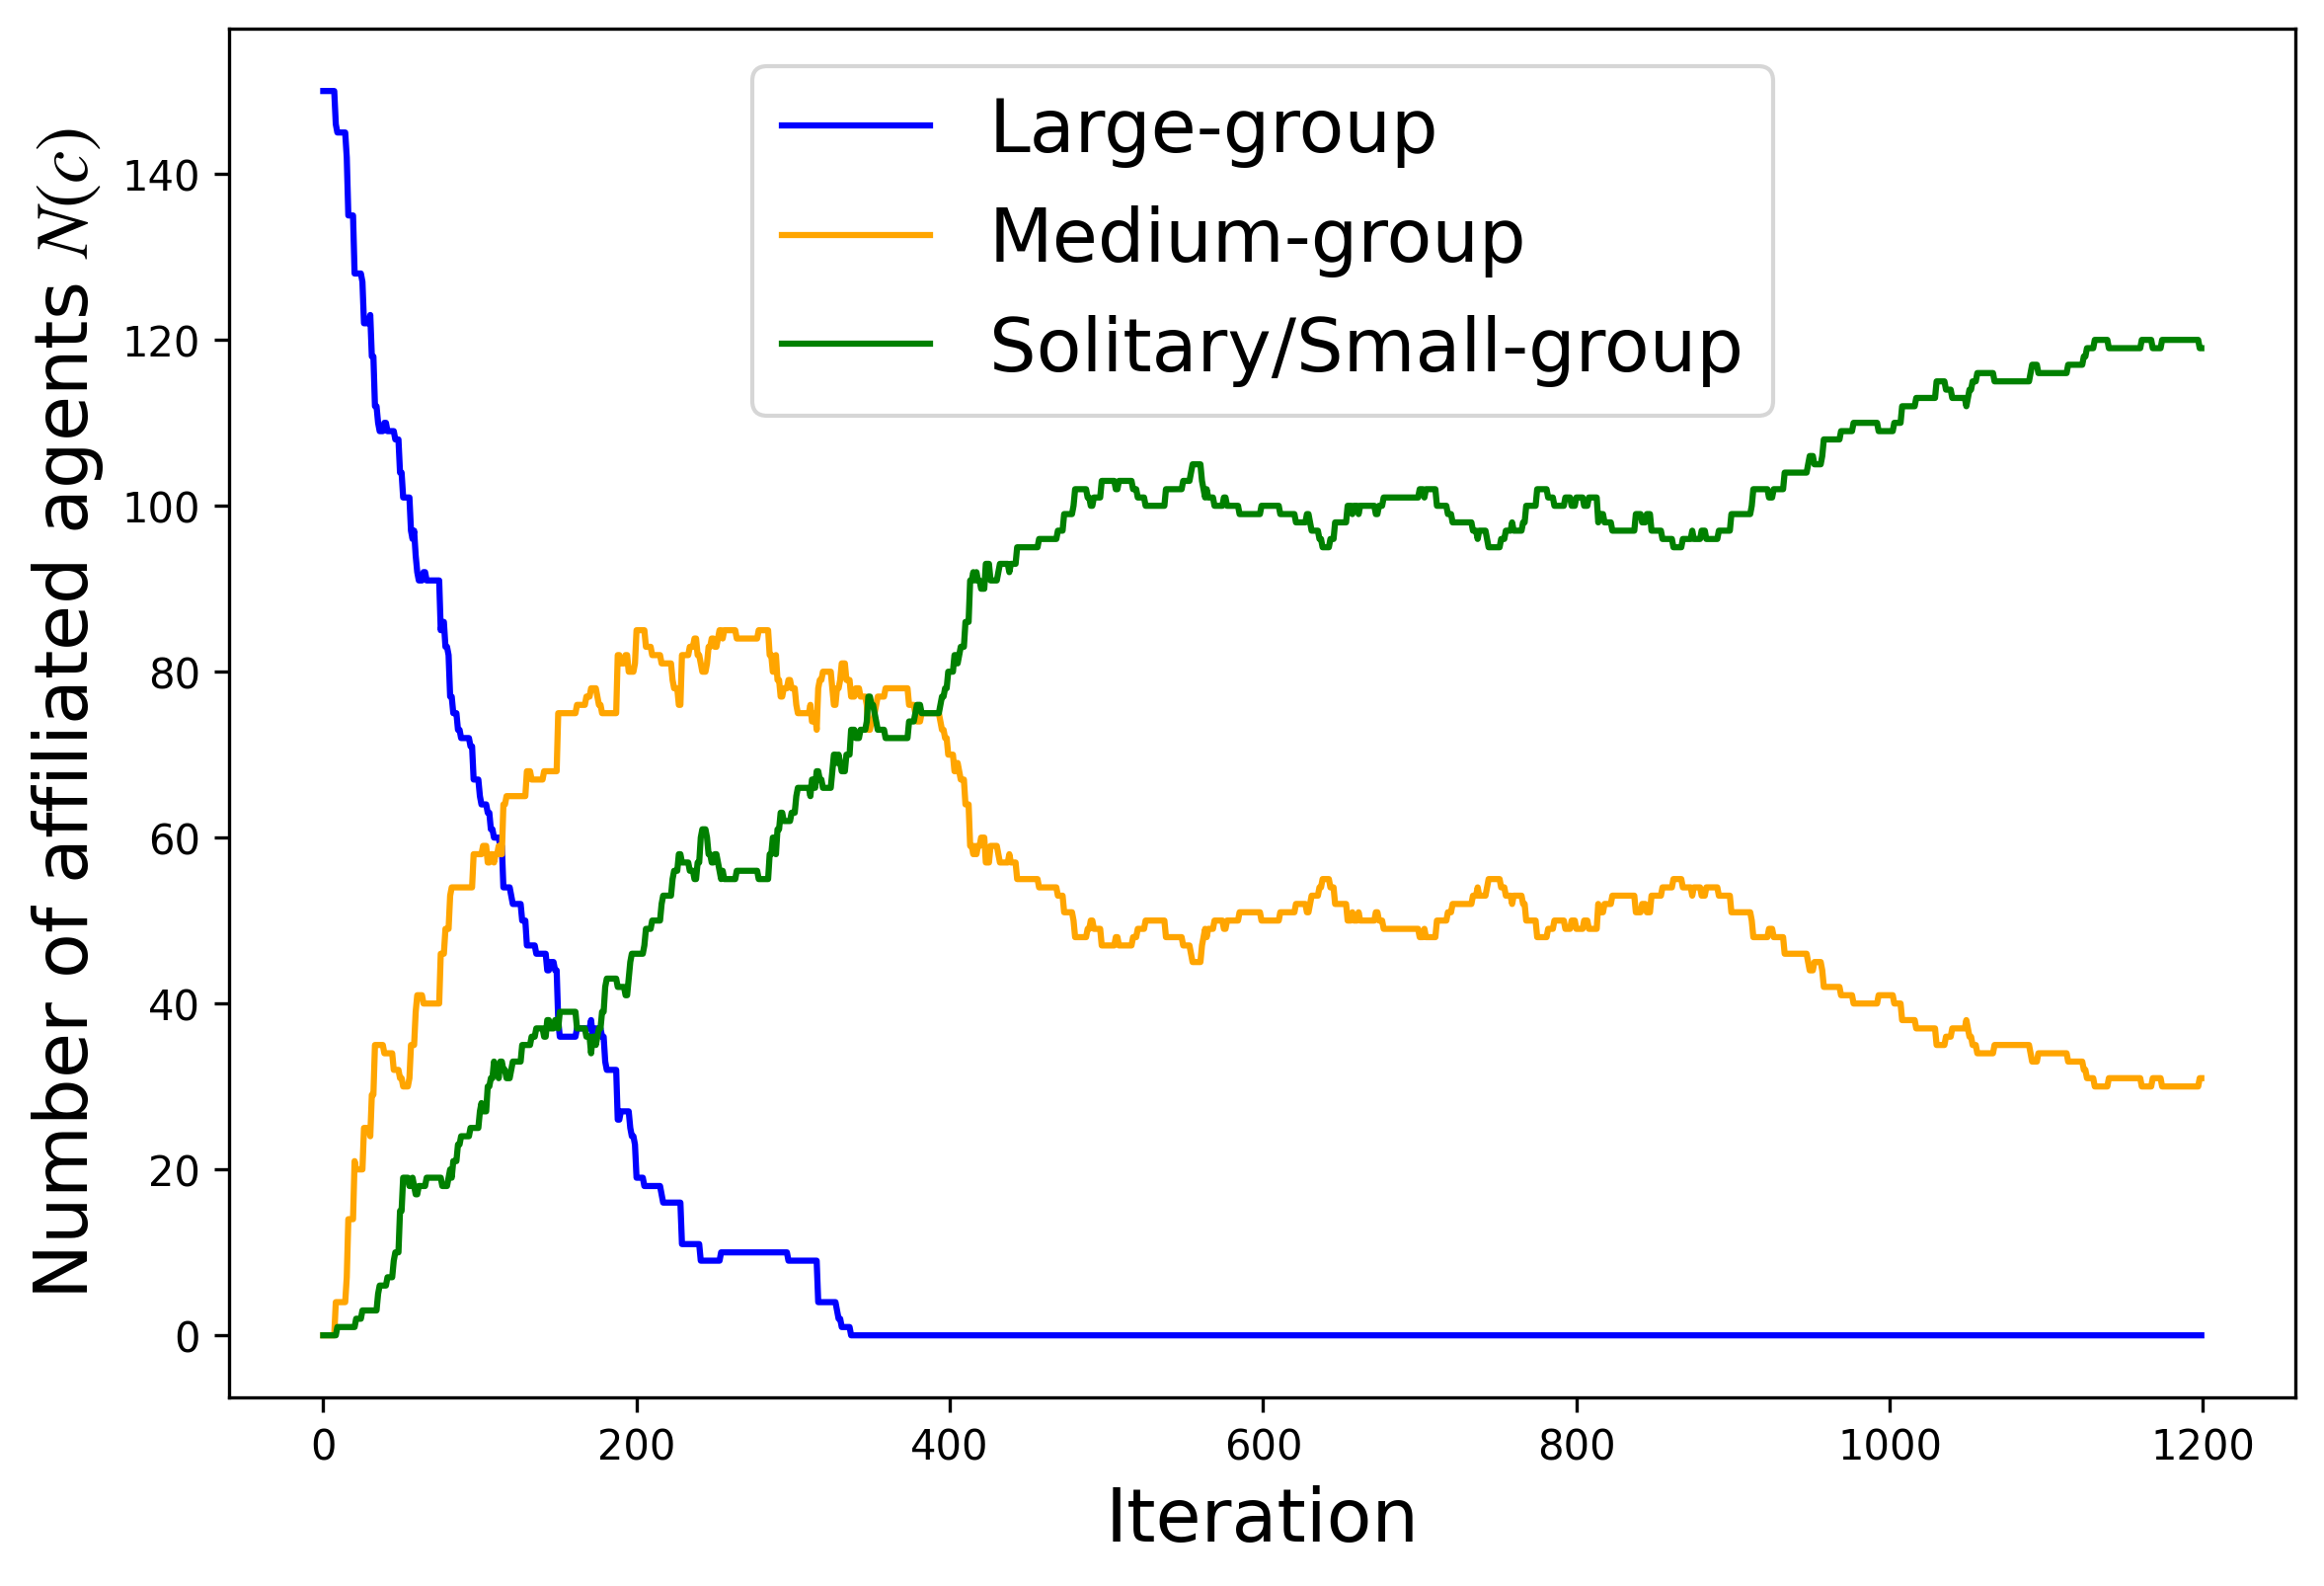 Number of affiliated agents N(c)
140
120
100
80
60
40
20
0
Large-group
Medium-group
Solitary/Small-group
0 200 400 600 800 1000 1200
Iteration